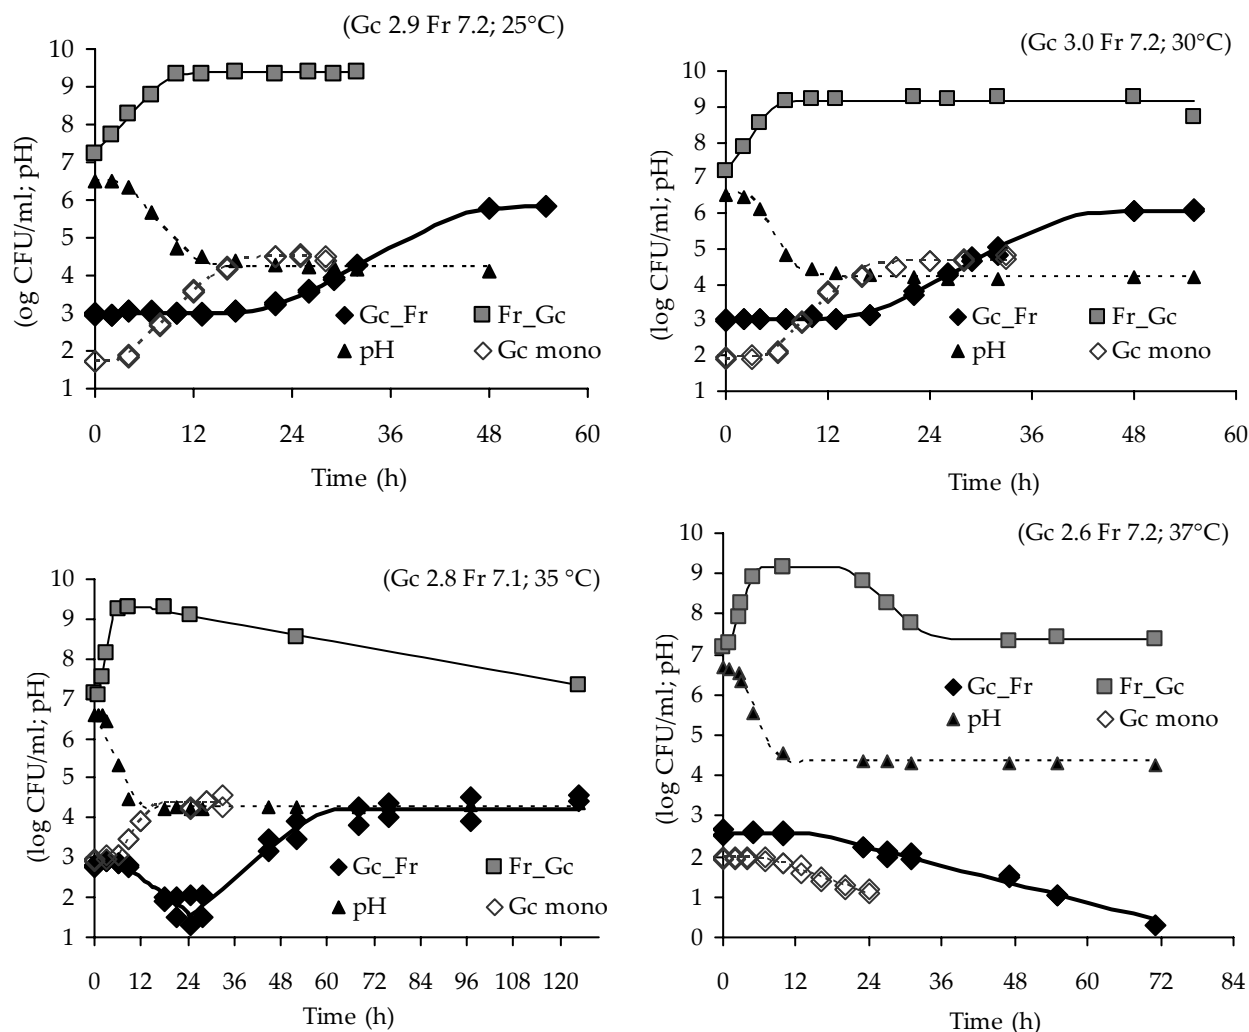 (Gc 2.9 Fr 7.2; 25°C)
(og CFU/ml; pH)
10
9
8
7
6
5
4
3
2
1
Gc_Fr
Fr_Gc
pH
Gc mono
0
12
24
36
48
60
Time (h)
(Gc 3.0 Fr 7.2; 30°C)
(log CFU/ml; pH)
10
9
8
7
6
5
4
3
2
1
Gc_Fr
Fr_Gc
pH
Gc mono
0
12
24
36
48
60
Time (h)
(Gc 2.8 Fr 7.1; 35 °C)
(log CFU/ml; pH)
10
9
8
7
6
5
4
3
2
1
Gc_Fr
Fr_Gc
pH
Gc mono
0
12
24
36
48
60
72
84
96
108
120
Time (h)
(Gc 2.6 Fr 7.2; 37°C)
(log CFU/ml; pH)
10
9
8
7
6
5
4
3
2
1
0
Gc_Fr
Fr_Gc
pH
Gc mono
0
12
24
36
48
60
72
84
Time (h)